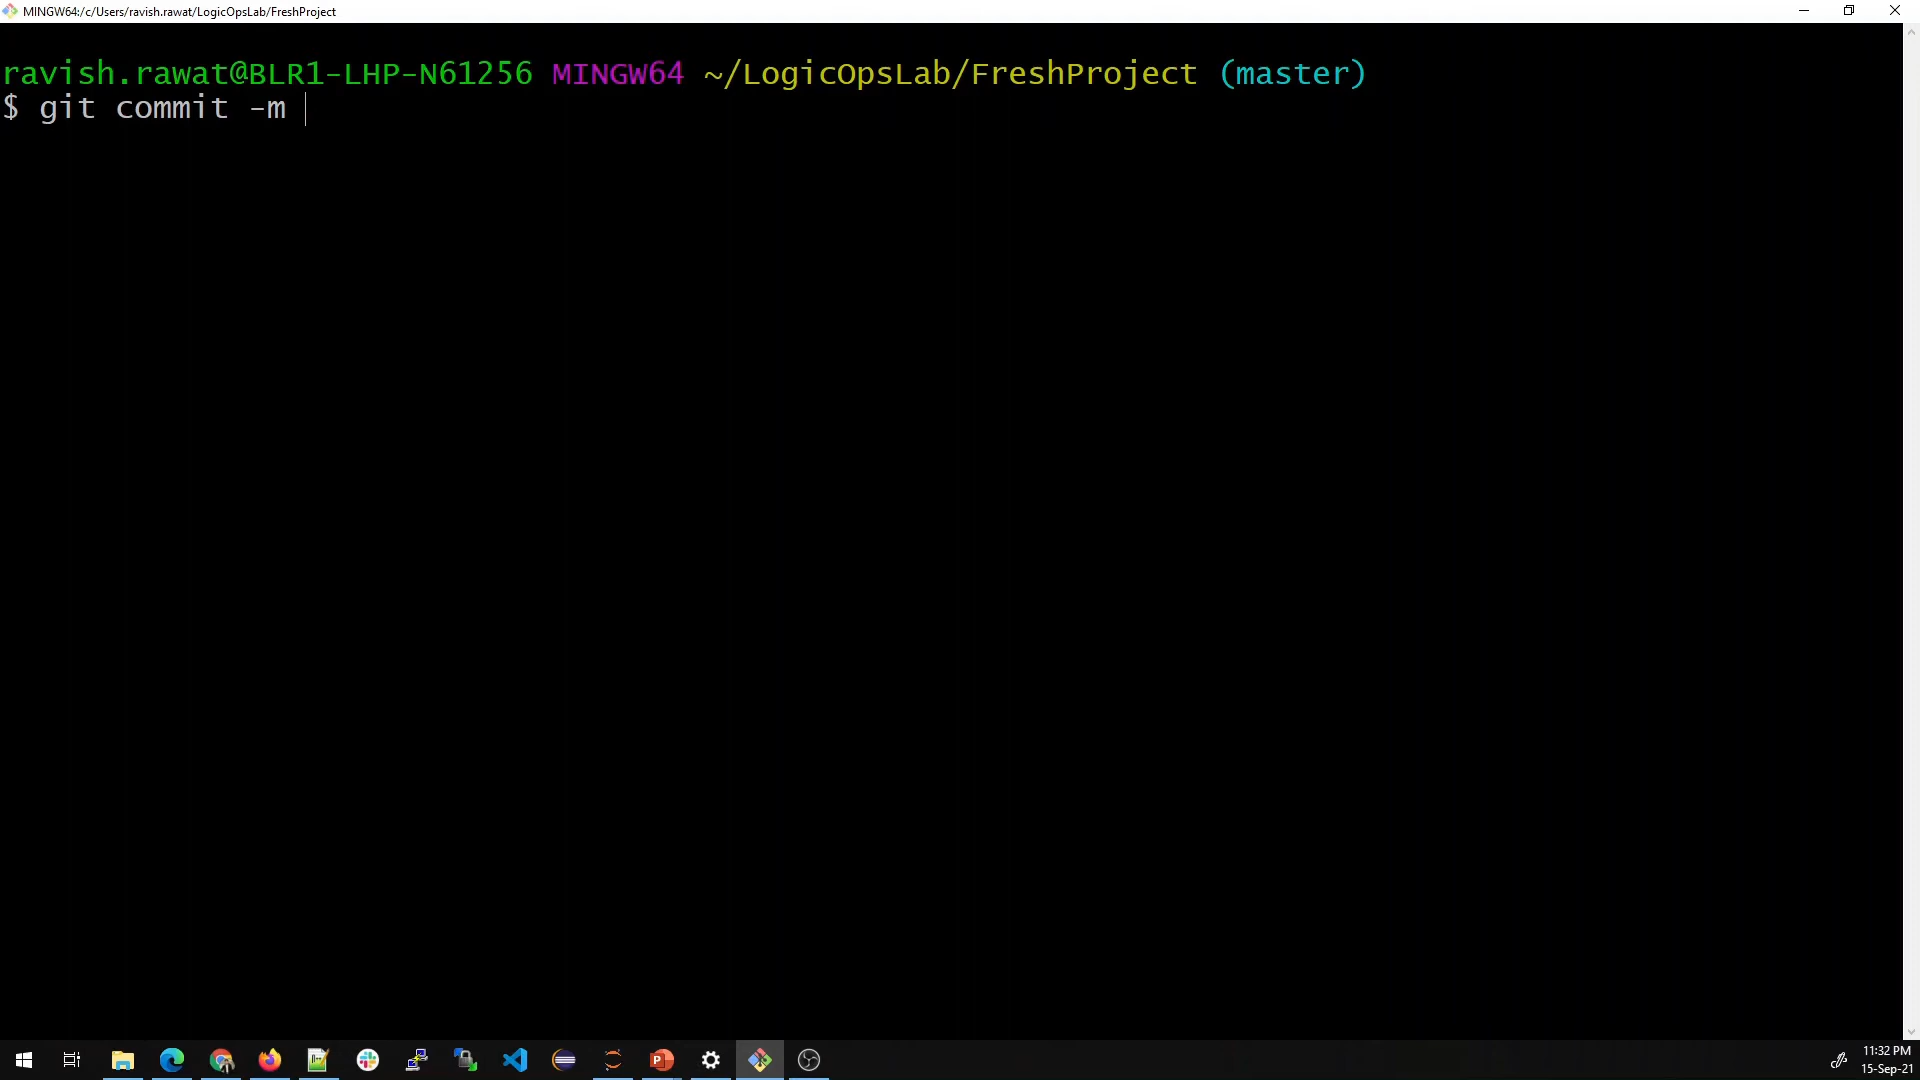 MINGW64:/c/Users/ravish.rawat/LogicOpsLab/FreshProject
ravish.rawat@BLR1-LHP-N61256 MINGW64 ~/LogicOpsLab/FreshProject (master)
$ git commit -m
11:32 PM
15-Sep-21